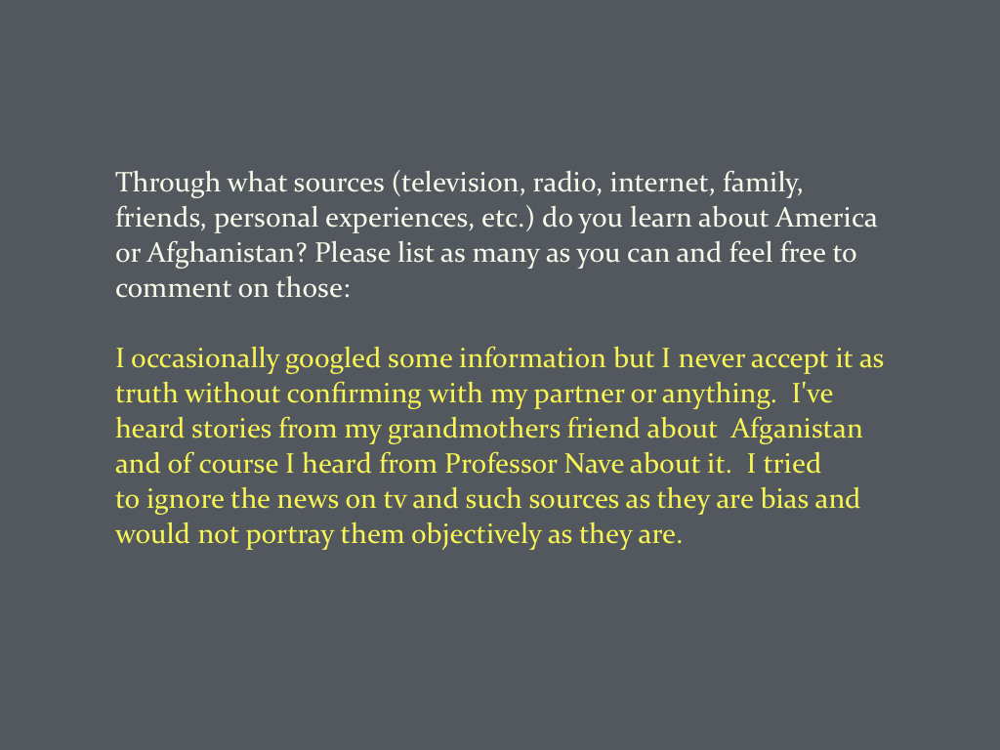 Through what sources (television, radio, internet, family,
friends, personal experiences, etc.) do you learn about America
or Afghanistan? Please list as many as you can and feel free to
comment on those:
I occasionally googled some information but I never accept it as
truth without confirming with my partner or anything.  I've
heard stories from my grandmothers friend about  Afganistan
and of course I heard from Professor Nave about it.  I tried
to ignore the news on tv and such sources as they are bias and
would not portray them objectively as they are.